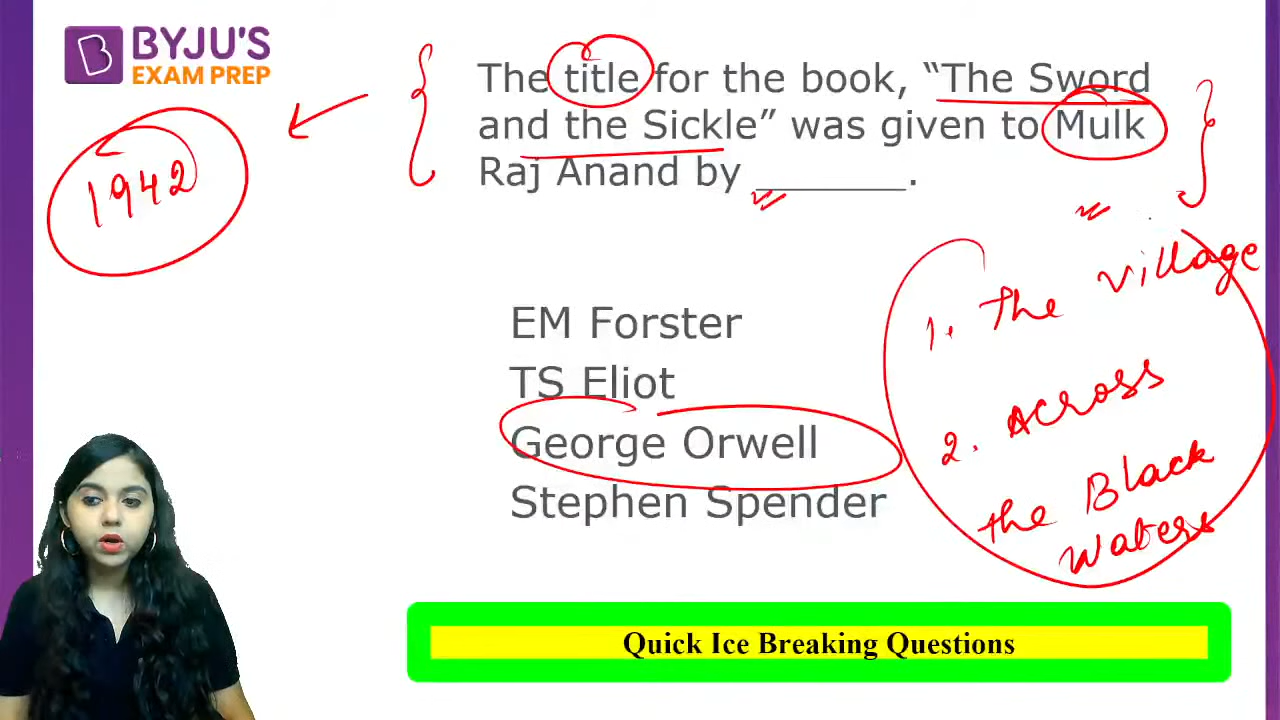 BYJU'S
EXAM PREP
The title for the book, “The Sword
and the Sickle” was given to Mulk
Raj Anand by _______.
1942
EM Forster
TS Eliot
George Orwell
Stephen Spender
1. The Village
2. Across
the Black
Waters
Quick Ice Breaking Questions